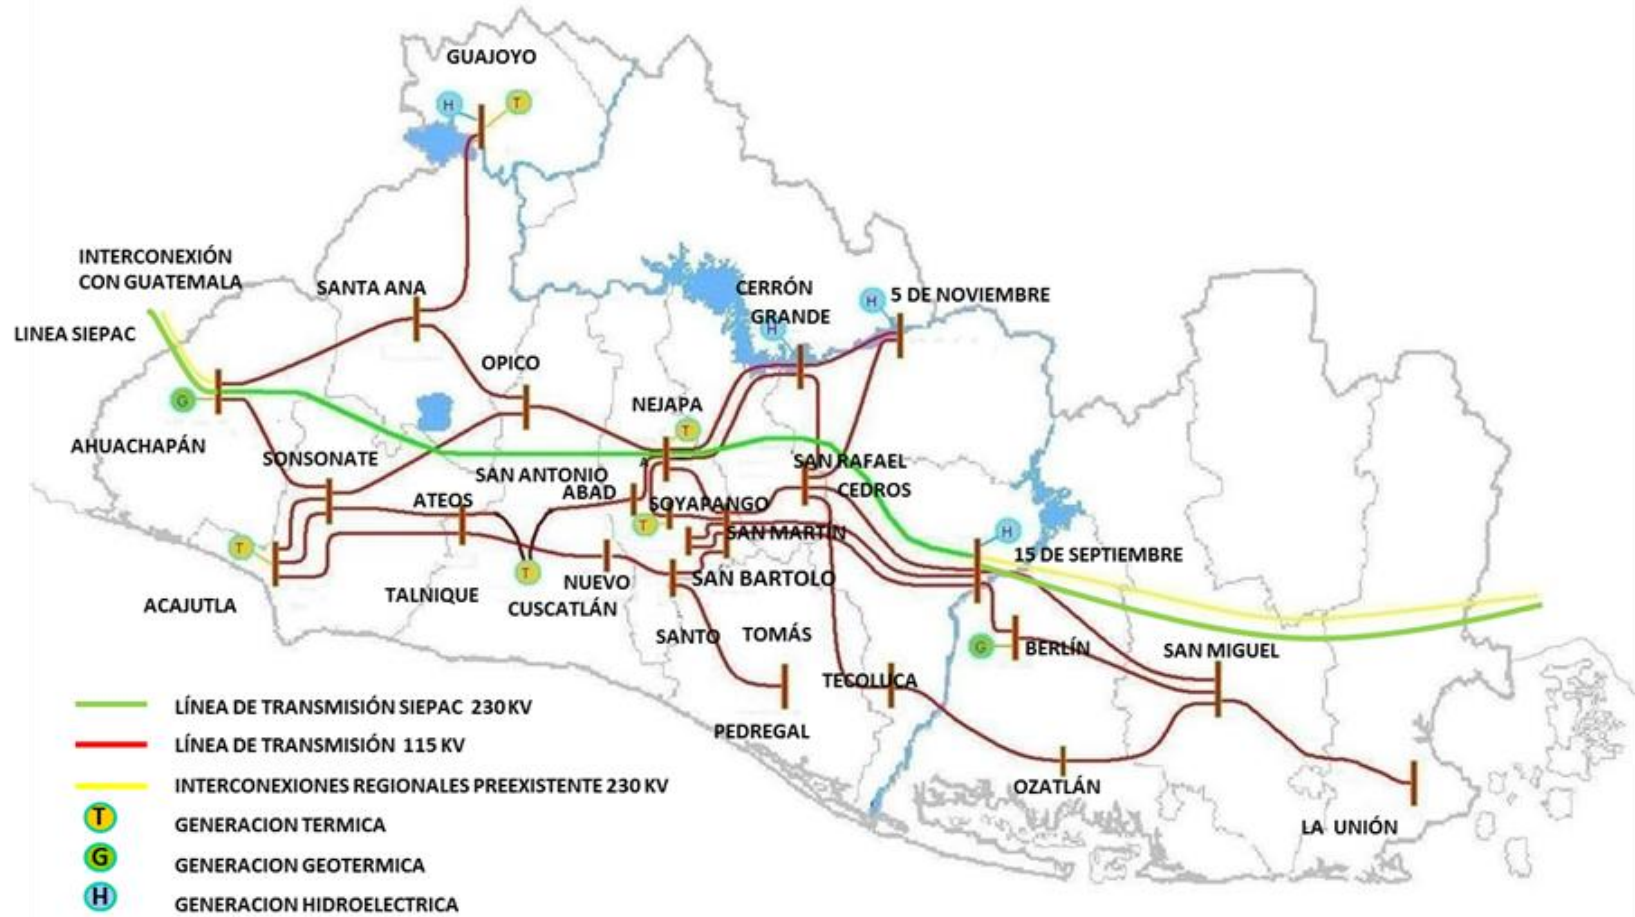 GUAJOYO
H
T
INTERCONEXIÓN
CON GUATEMALA
SANTA ANA
CERRÓN
GRANDE
H
H
5 DE NOVIEMBRE
LINEA SIEPAC
OPICO
NEJAPA
T
G
AHUACHAPÁN
SONSONATE
SAN ANTONIO
ABAD
A
SAN RAFAEL
CEDROS
ATEOS
SOYAPANGO
T
SAN MARTÍN
H
15 DE SEPTIEMBRE
T
ACAJUTLA
TALNIQUE
T
NUEVO
CUSCATLÁN
SAN BARTOLO
SANTO TOMÁS
G
BERLÍN
SAN MIGUEL
TECOLUCA
PEDREGAL
OZATLÁN
LA UNIÓN
LÍNEA DE TRANSMISIÓN SIEPAC 230 KV
LÍNEA DE TRANSMISIÓN 115 KV
INTERCONEXIONES REGIONALES PREEXISTENTE 230 KV
T GENERACION TERMICA
G GENERACION GEOTERMICA
H GENERACION HIDROELECTRICA